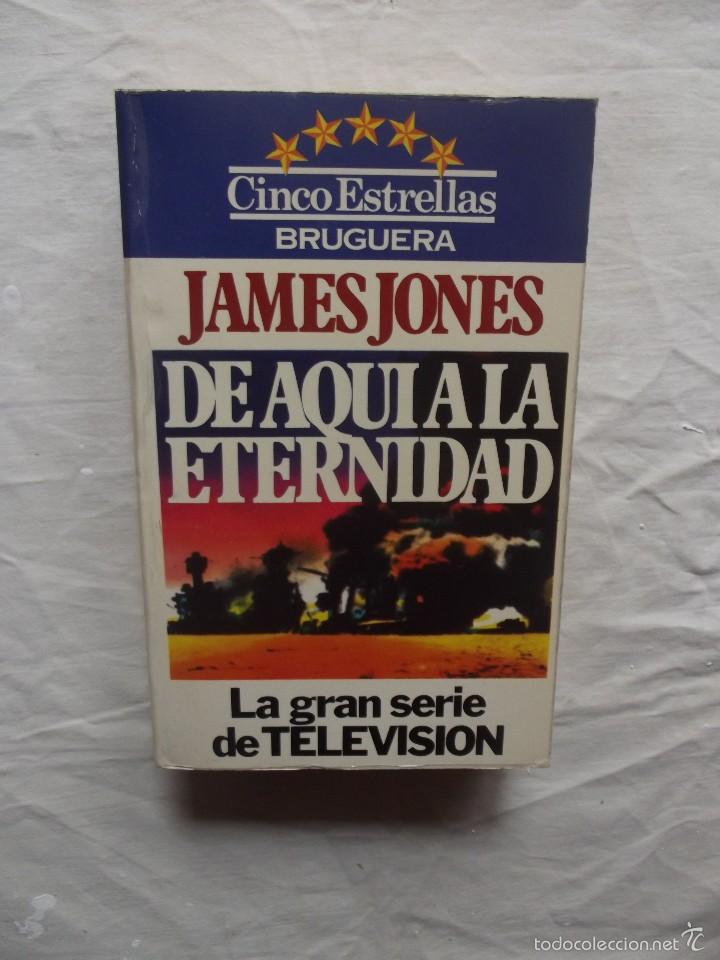 Cinco Estrellas
BRUGUERA
JAMES JONES
DE AQUI A LA
ETERNIDAD
La gran serie
de TELEVISION
todocoleccion.net